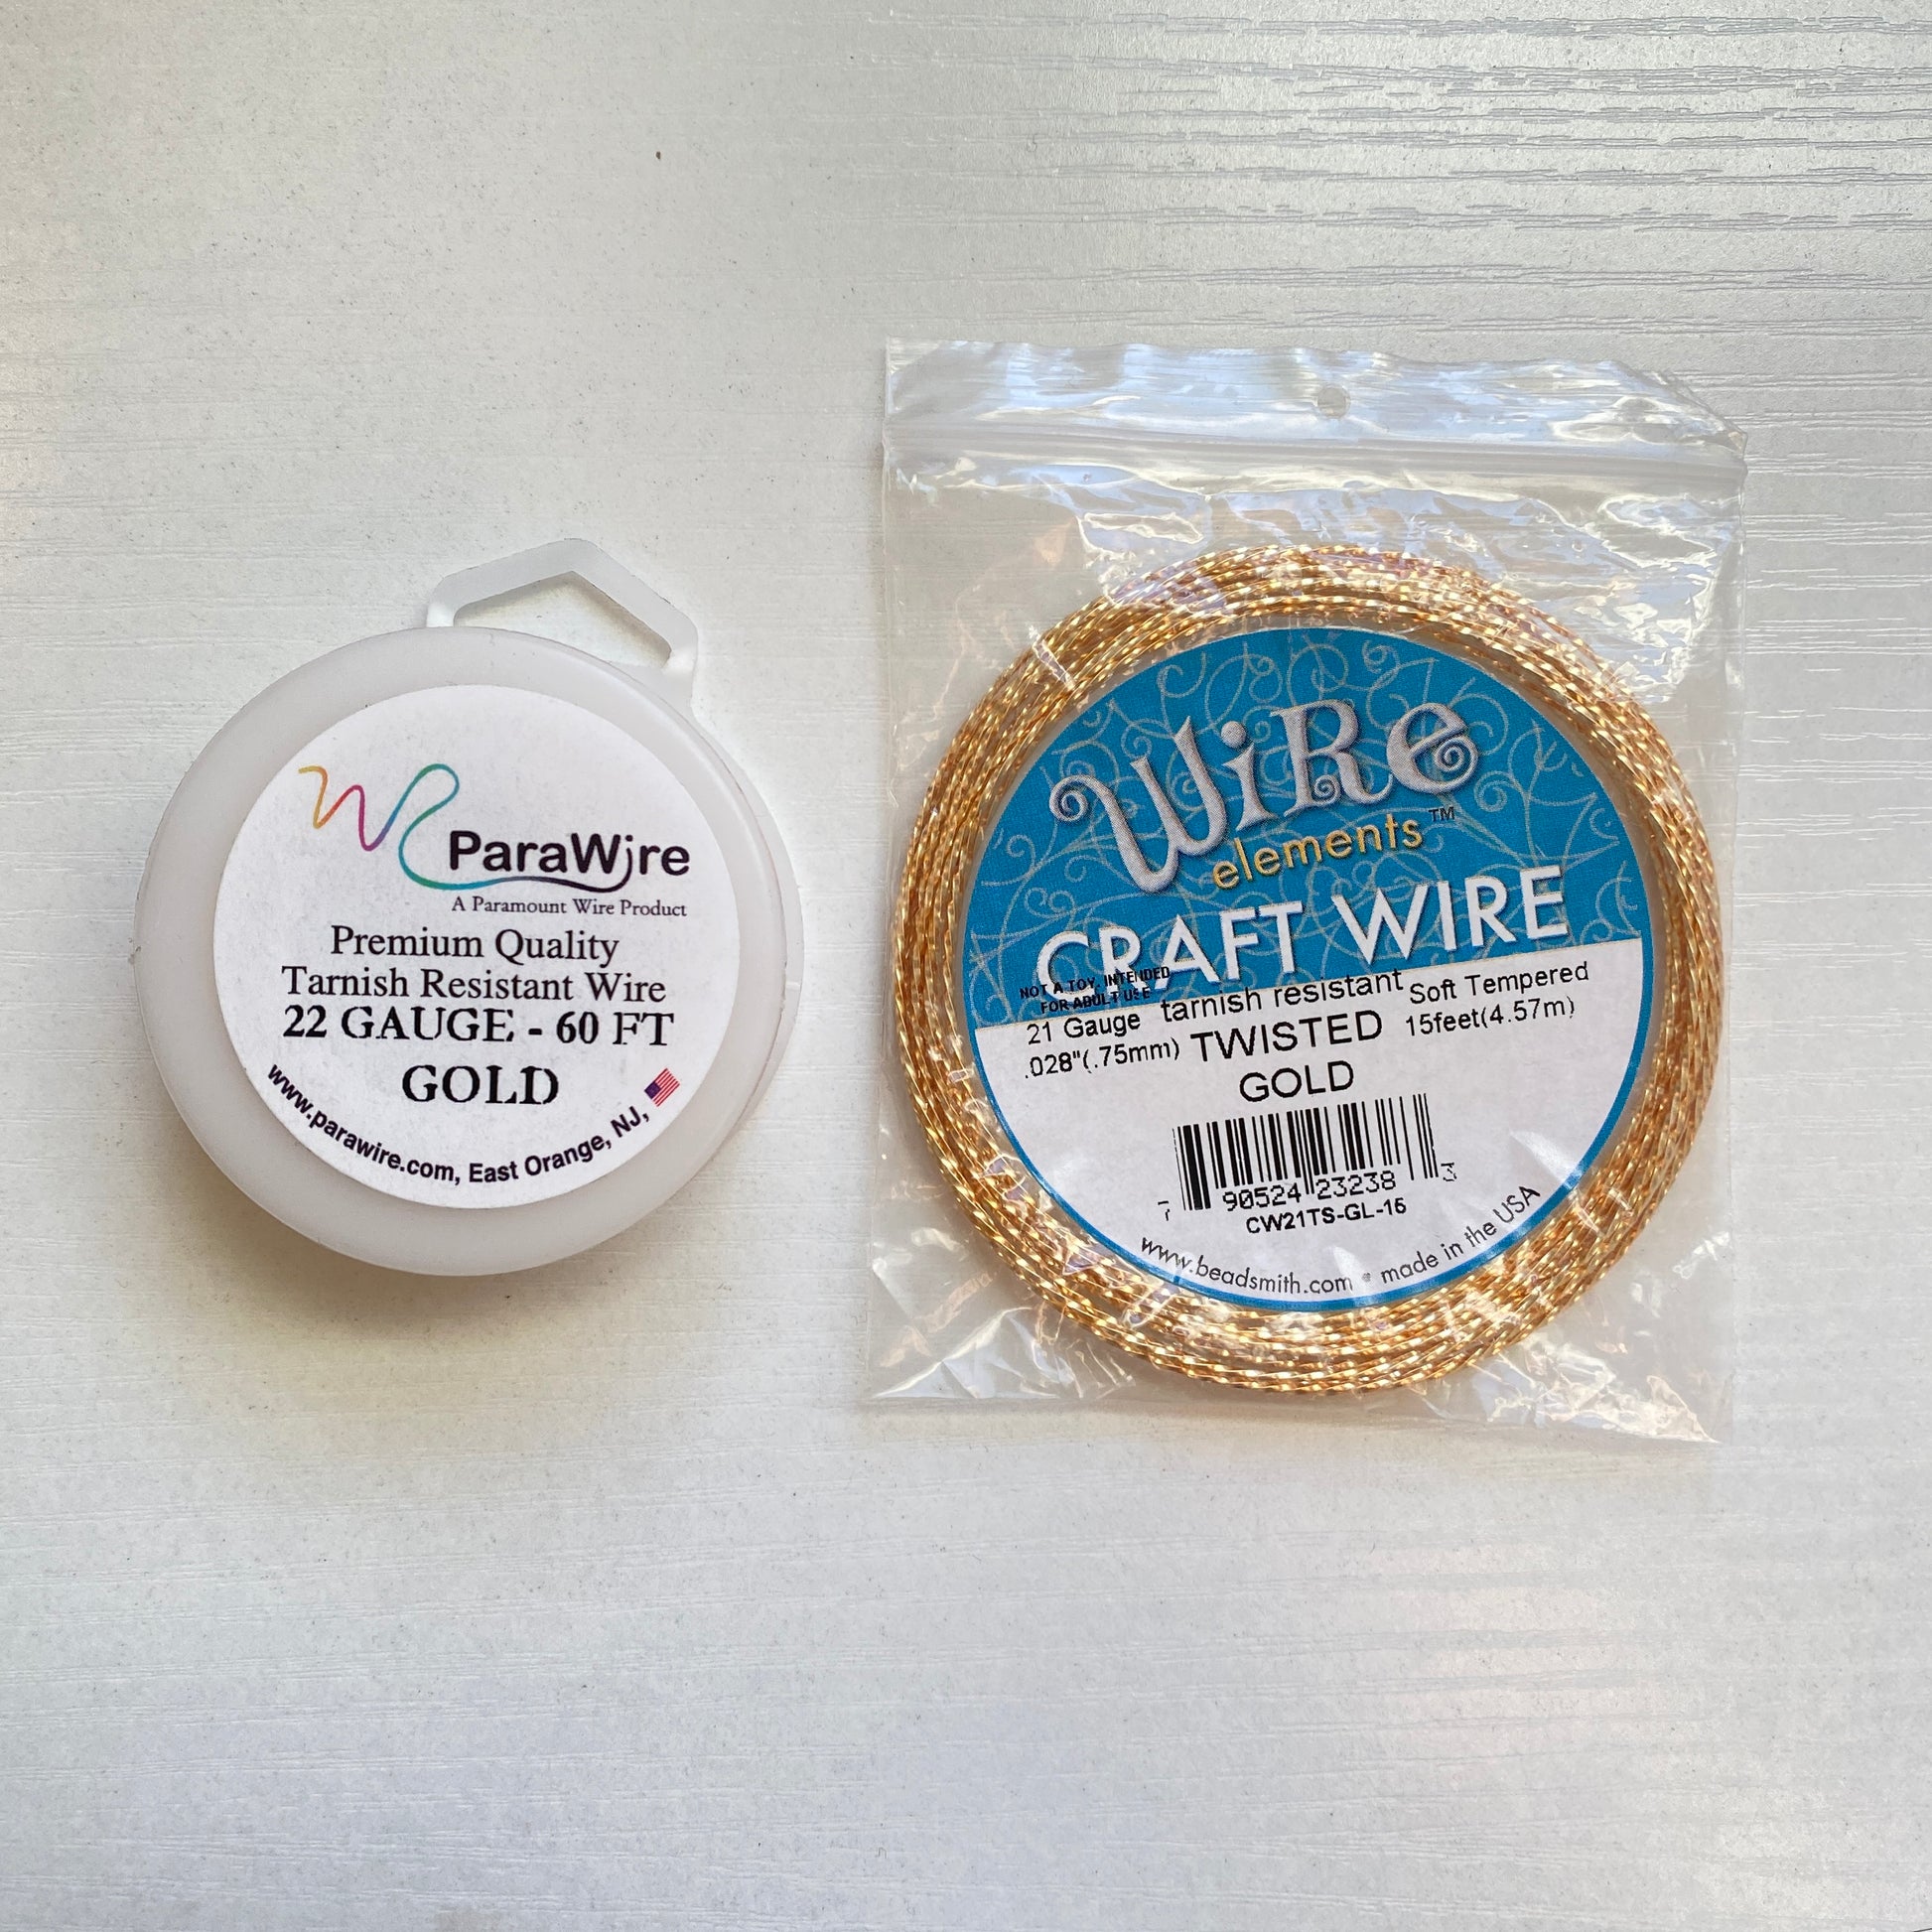 ParaWire
A Paramount Wire Product
Premium Quality
Tarnish Resistant Wire
22 GAUGE - 60 FT
GOLD
www.parawire.com, East Orange, NJ,
WiRe
elements™
CRAFT WIRE
NOT A TOY. INTENDED
FOR ADULT USE
21 Gauge tarnish resistant Soft Tempered
.028"(.75mm) TWISTED 15feet(4.57m)
GOLD
7 90524 23238 3
CW21TS-GL-15
www.beadsmith.com • made in the USA